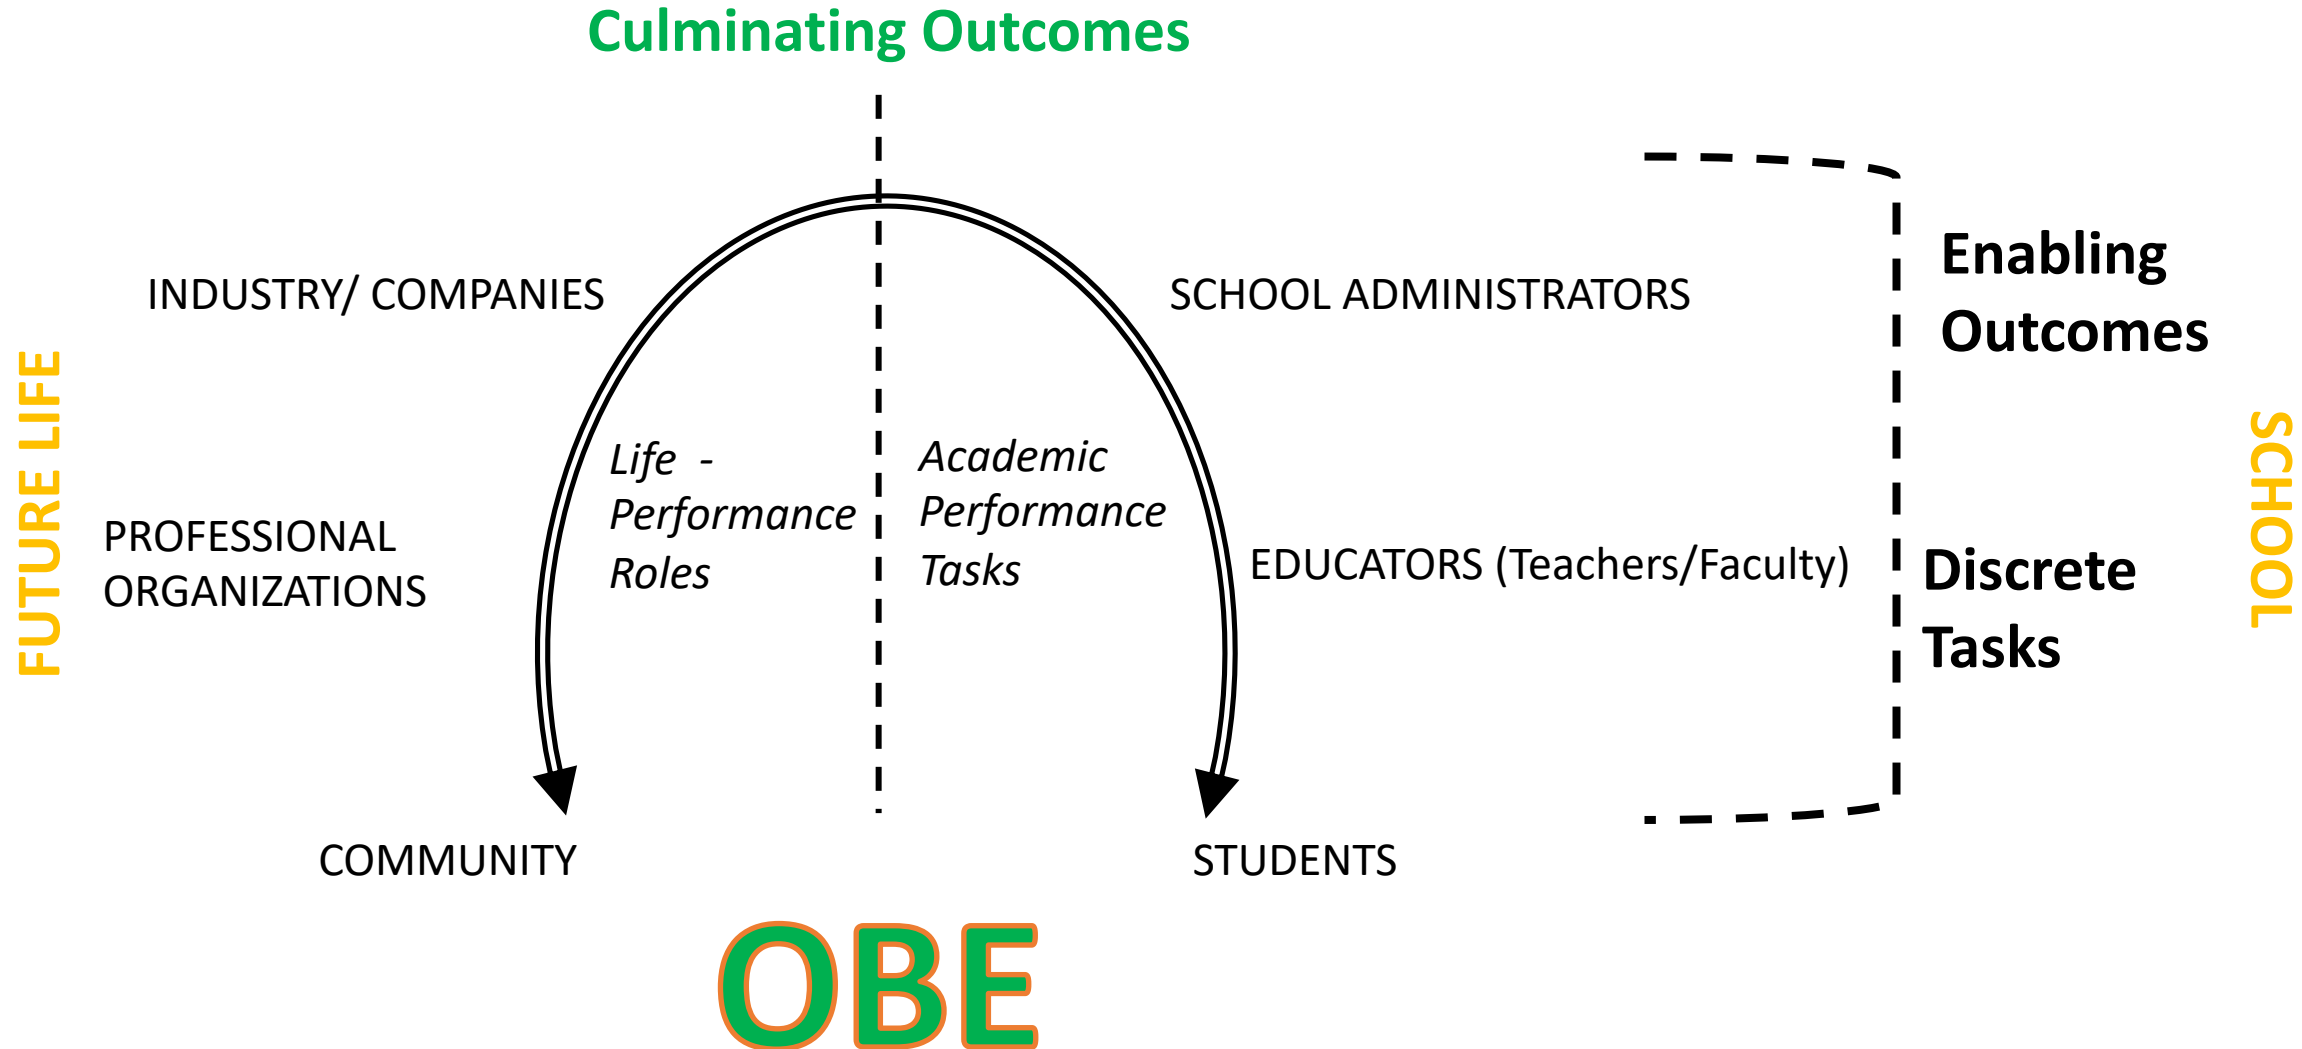 Culminating Outcomes
INDUSTRY/ COMPANIES
SCHOOL ADMINISTRATORS
Enabling
Outcomes
FUTURE LIFE
Life -
Performance
Roles
Academic
Performance
Tasks
PROFESSIONAL
ORGANIZATIONS
EDUCATORS (Teachers/Faculty)
Discrete
Tasks
SCHOOL
COMMUNITY
STUDENTS
OBE